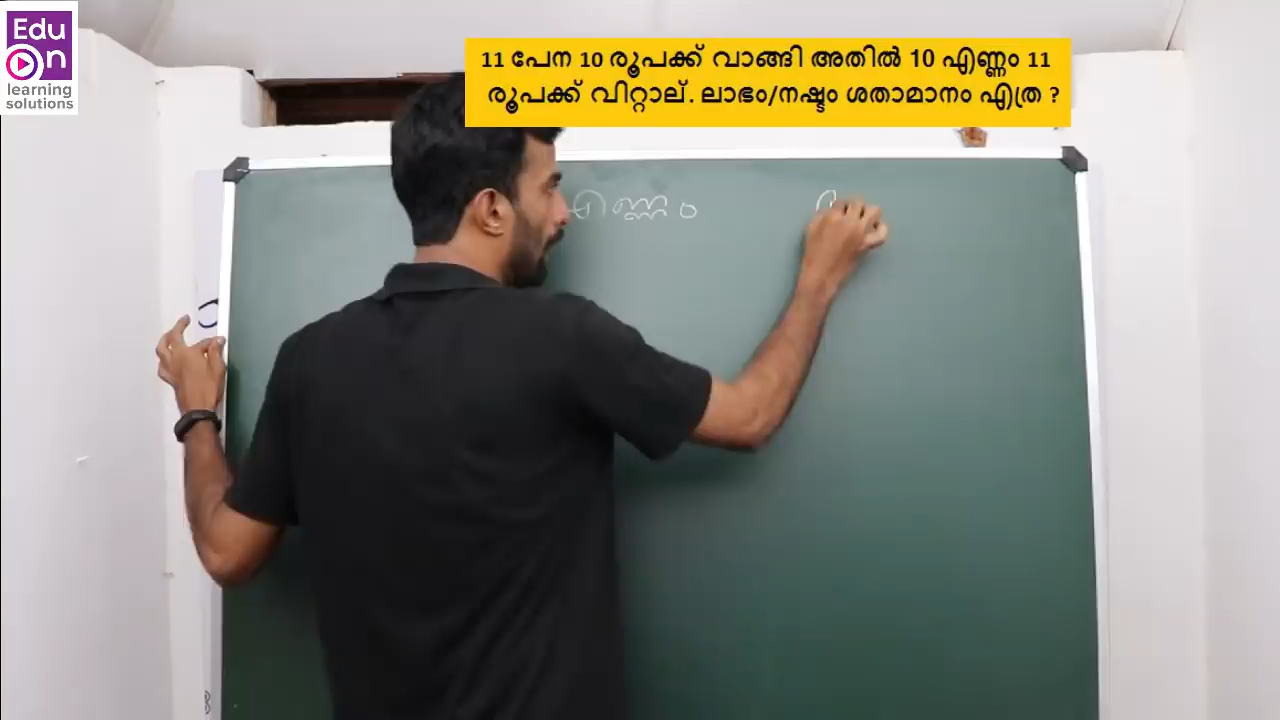 Edu
On
learning
solutions
11 പേന 10 രൂപക്ക് വാങ്ങി അതിൽ 10 എണ്ണം 11
രൂപക്ക് വിറ്റാല്. ലാഭം/നഷ്ടം ശതാമാനം എത്ര ?
എണ്ണം